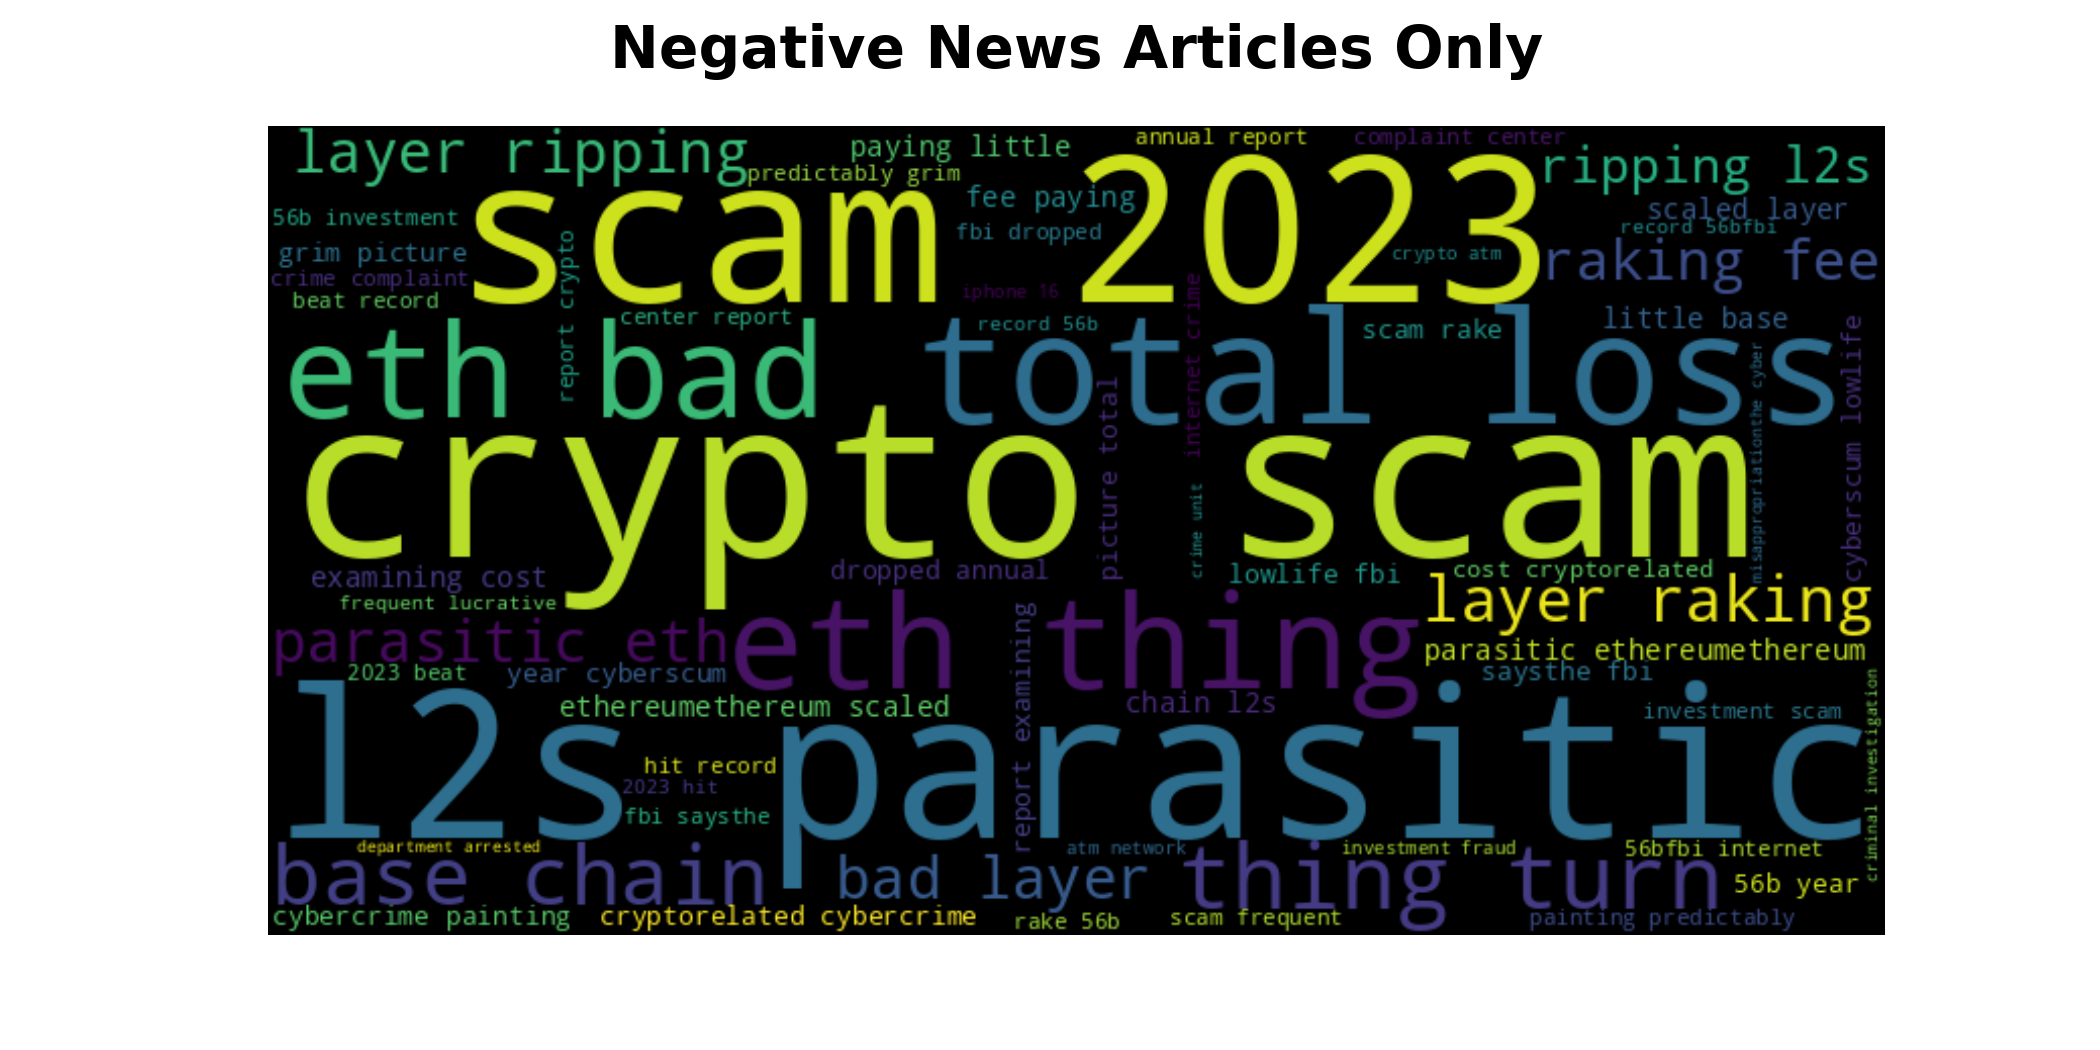 Negative News Articles Only
layer ripping
paying little
annual report
complaint center
predictably grim
ripping l2s
scam 2023
fee paying
56b investment
scaled layer
fbi dropped
record 56bfbi
grim picture
crypto atm
raking fee
crime complaint
beat record
iphone 16
report crypto
center report
record 56b
scam rake
little base
internet crime
eth bad
total loss
cyberscum lowlife
misappropriationthe cyber
picture total
crypto scam
crime unit
examining cost
dropped annual
lowlife fbi
cost cryptorelated
frequent lucrative
layer raking
parasitic eth
eth thing
parasitic ethereumethereum
2023 beat
year cyberscum
saysthe fbi
report examining
ethereumethereum scaled
chain l2s
investment scam
criminal investigation
l2s parasitic
hit record
2023 hit
fbi saysthe
department arrested
atm network
investment fraud
56bfbi internet
base chain
bad layer
thing turn
56b year
cybercrime painting
cryptorelated cybercrime
rake 56b
scam frequent
painting predictably